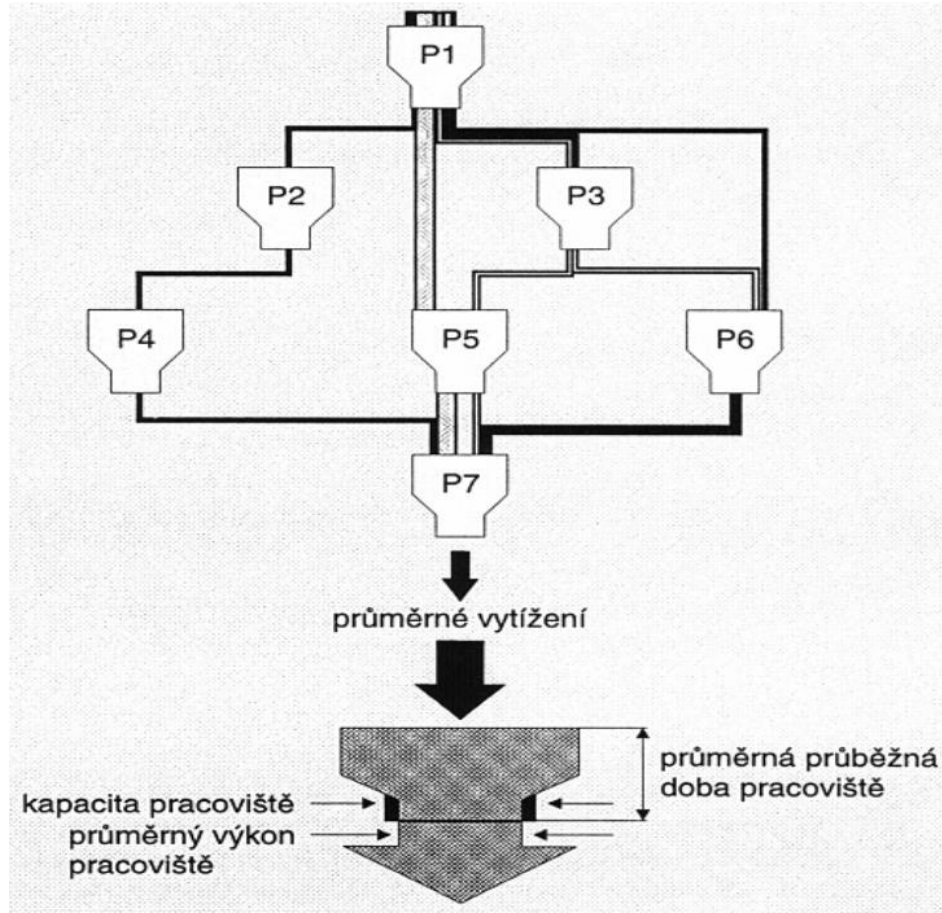 P1
P2
P3
P4
P5
P6
P7
průměrné vytížení
průměrná průběžná
doba pracoviště
kapacita pracoviště
průměrný výkon
pracoviště